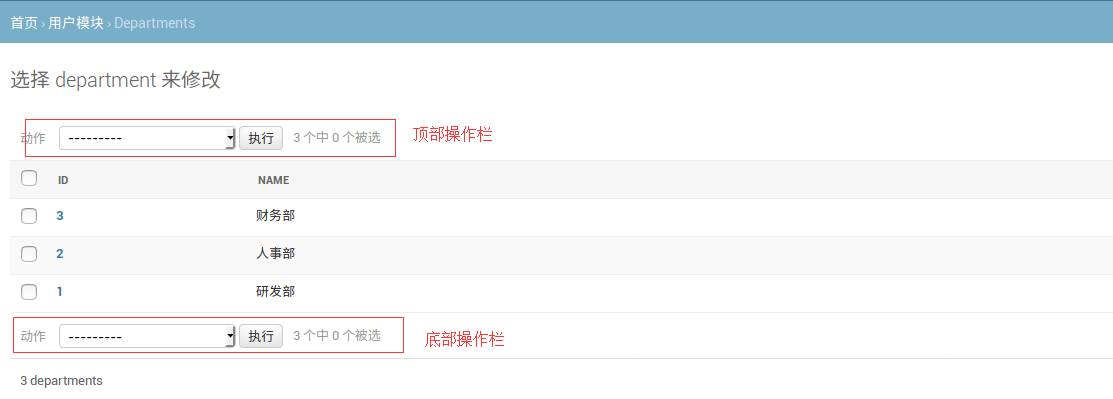 首页 › 用户模块 › Departments
选择 department 来修改
动作 --------- 执行 3 个中 0 个被选 顶部操作栏
ID NAME
3 财务部
2 人事部
1 研发部
动作 --------- 执行 3 个中 0 个被选 底部操作栏
3 departments